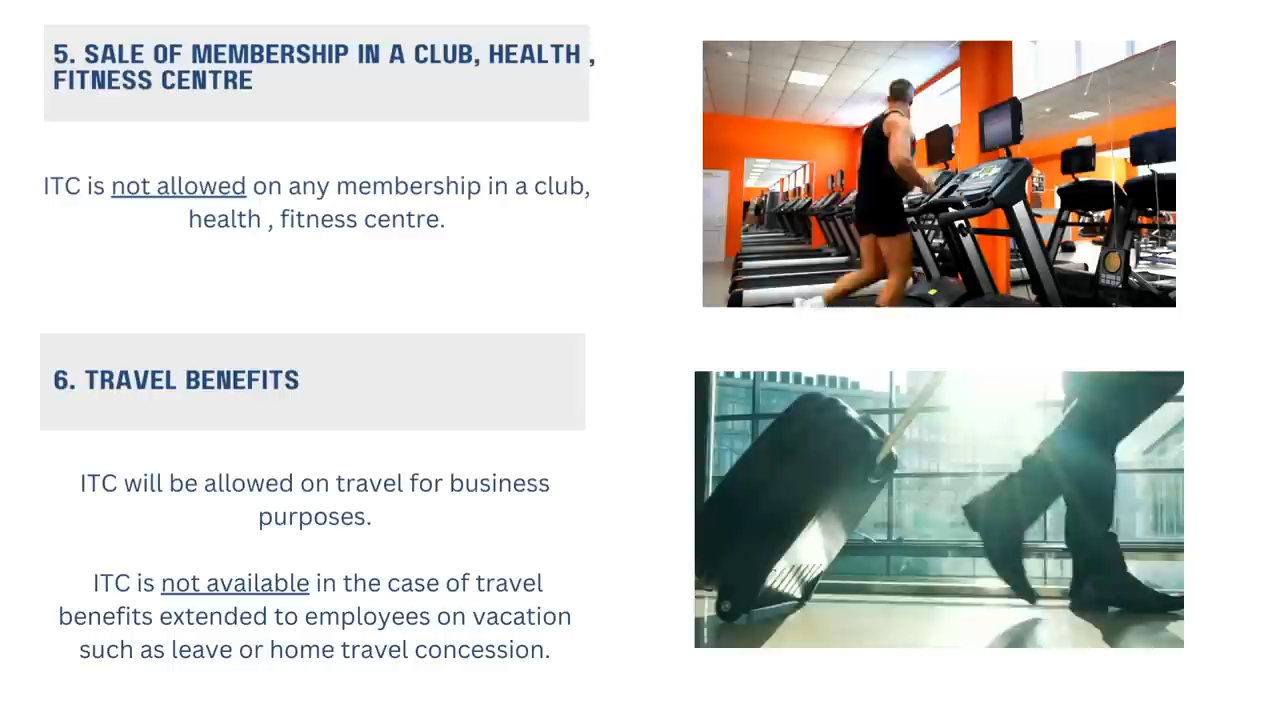 5. SALE OF MEMBERSHIP IN A CLUB, HEALTH ,
FITNESS CENTRE
ITC is not allowed on any membership in a club,
health , fitness centre.
6. TRAVEL BENEFITS
ITC will be allowed on travel for business
purposes.
ITC is not available in the case of travel
benefits extended to employees on vacation
such as leave or home travel concession.